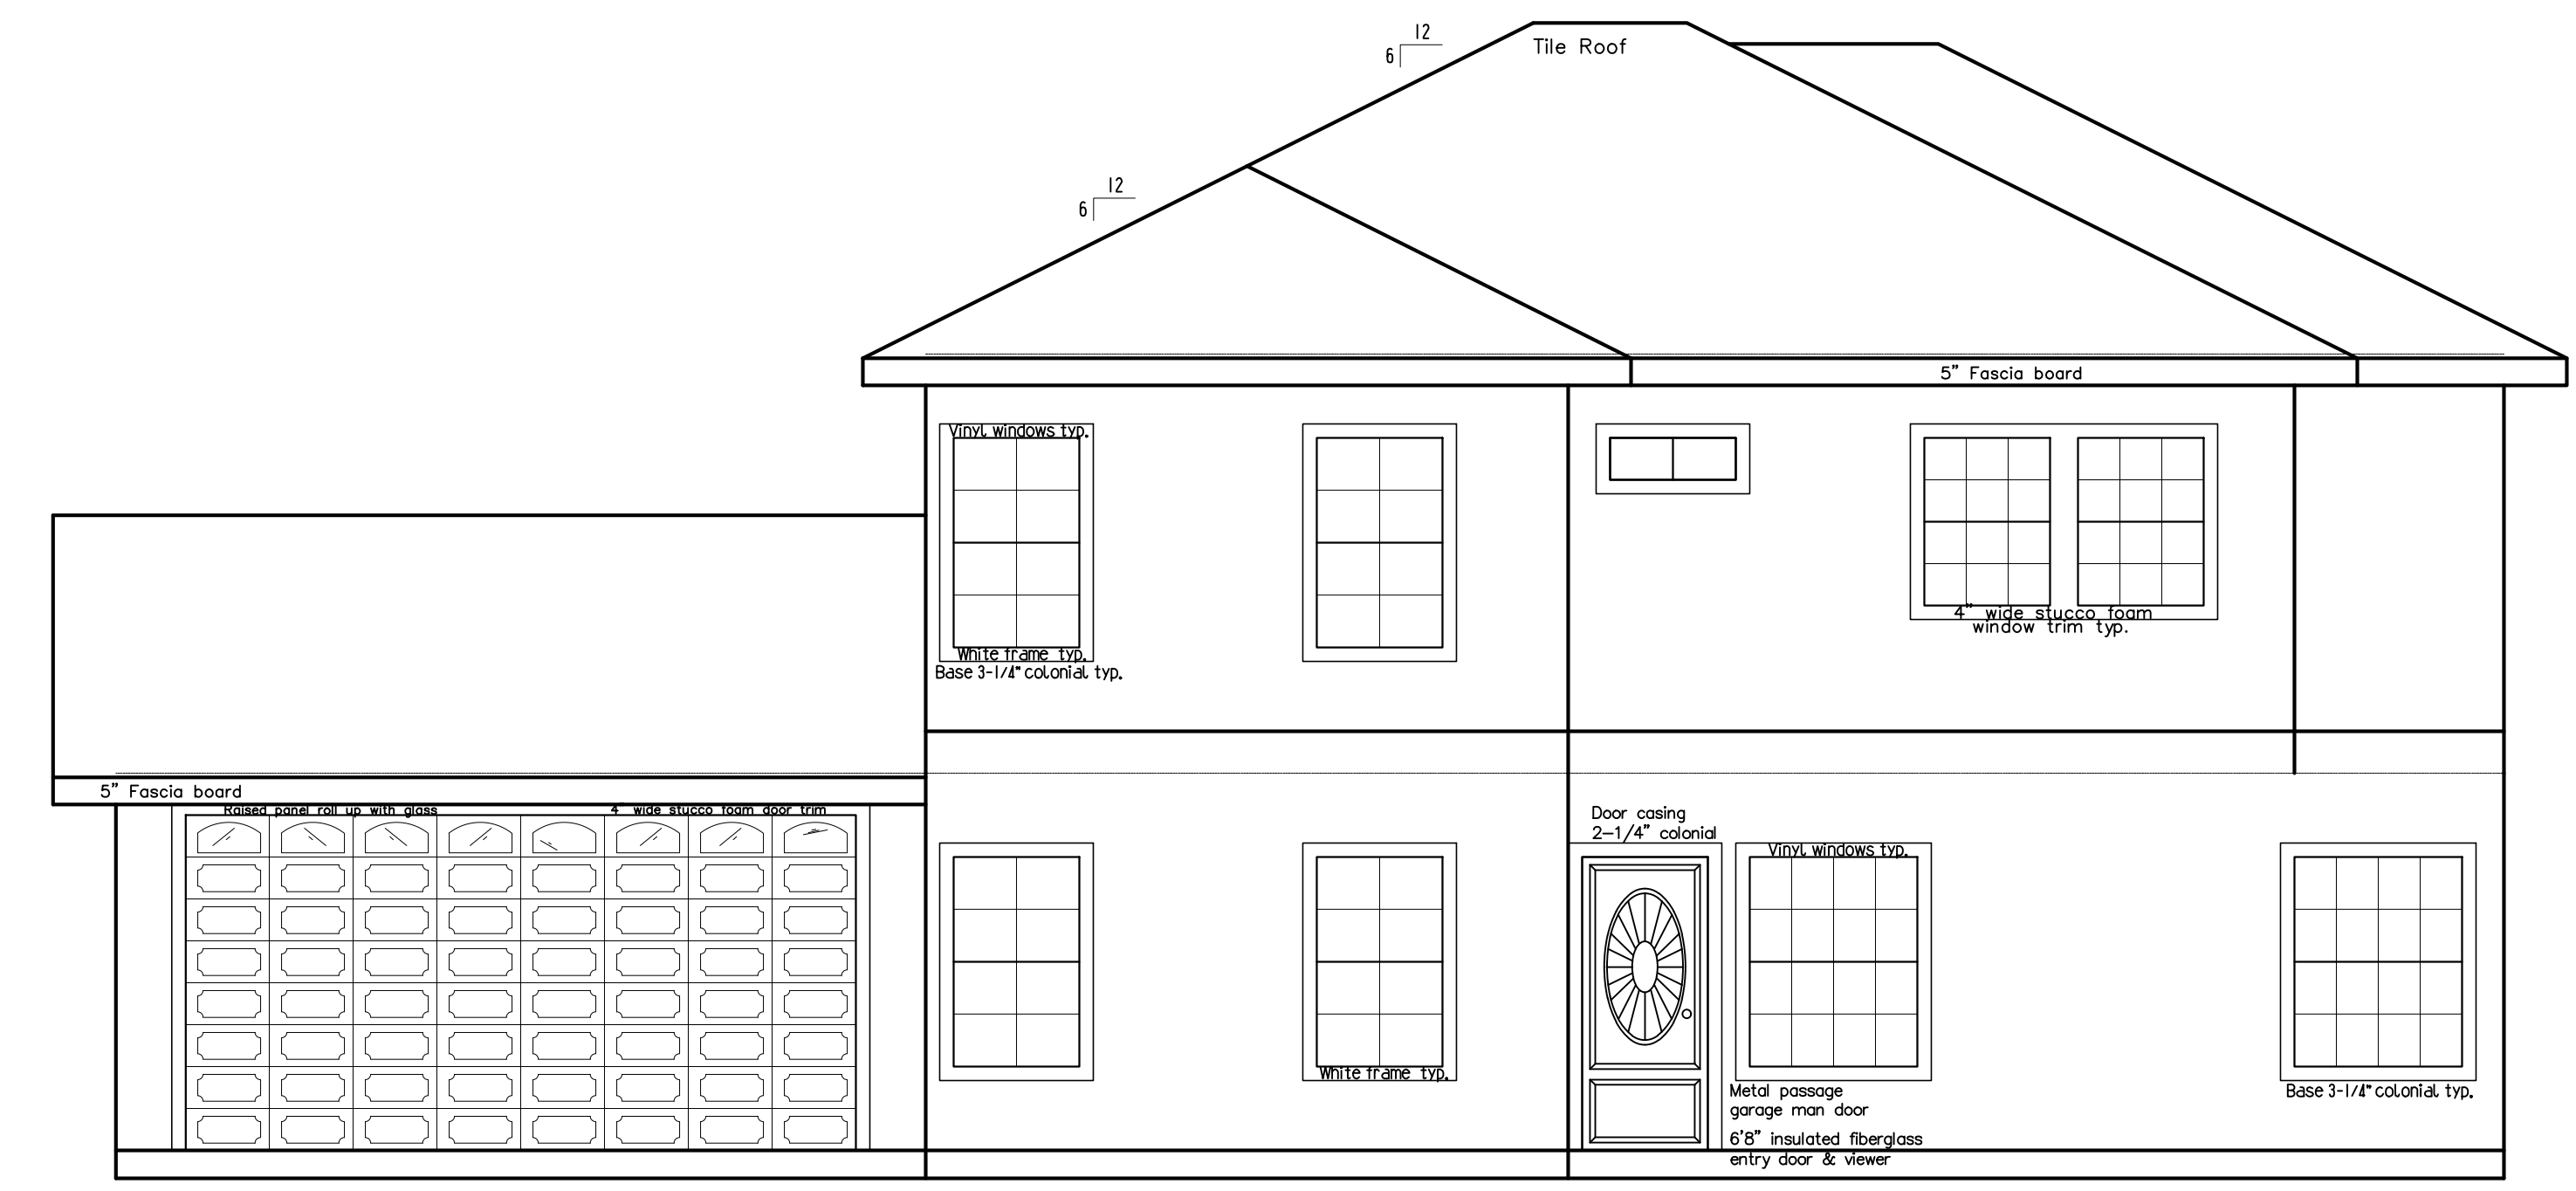 12
6
Tile Roof
12
6
5" Fascia board
Vinyl windows typ.
4" wide stucco foam
window trim typ.
White frame typ.
Base 3-1/4" colonial typ.
5" Fascia board
Raised panel roll up with glass
4" wide stucco foam door trim
Door casing
2-1/4" colonial
Vinyl windows typ.
White frame typ.
Metal passage
garage man door
Base 3-1/4" colonial typ.
6'8" insulated fiberglass
entry door & viewer